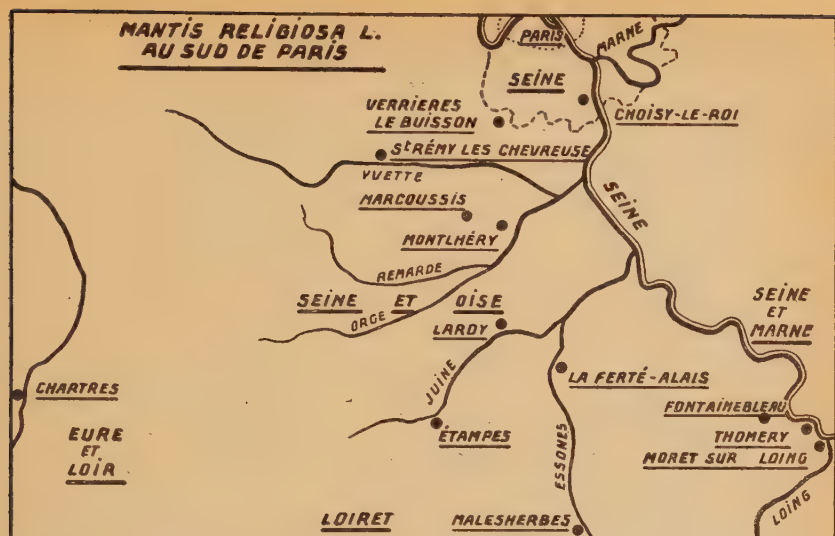 MANTIS RELIGIOSA L.
AU SUD DE PARIS
PARIS
MARNE
SEINE
VERRIERES
LE BUISSON
CHOISY-LE-ROI
St RÉMY LES CHEVREUSE
YVETTE
MARCOUSSIS
SEINE
MONTLHÉRY
REMARDE
SEINE ET OISE
ORGE
LARDY
SEINE
ET
MARNE
JUINE
LA FERTÉ-ALAIS
CHARTRES
FONTAINEBLEAU
ÉTAMPES
THOMERY
EURE
ET
LOIR
MORET SUR LOING
ESSONES
LOING
LOIRET
MALESHERBES